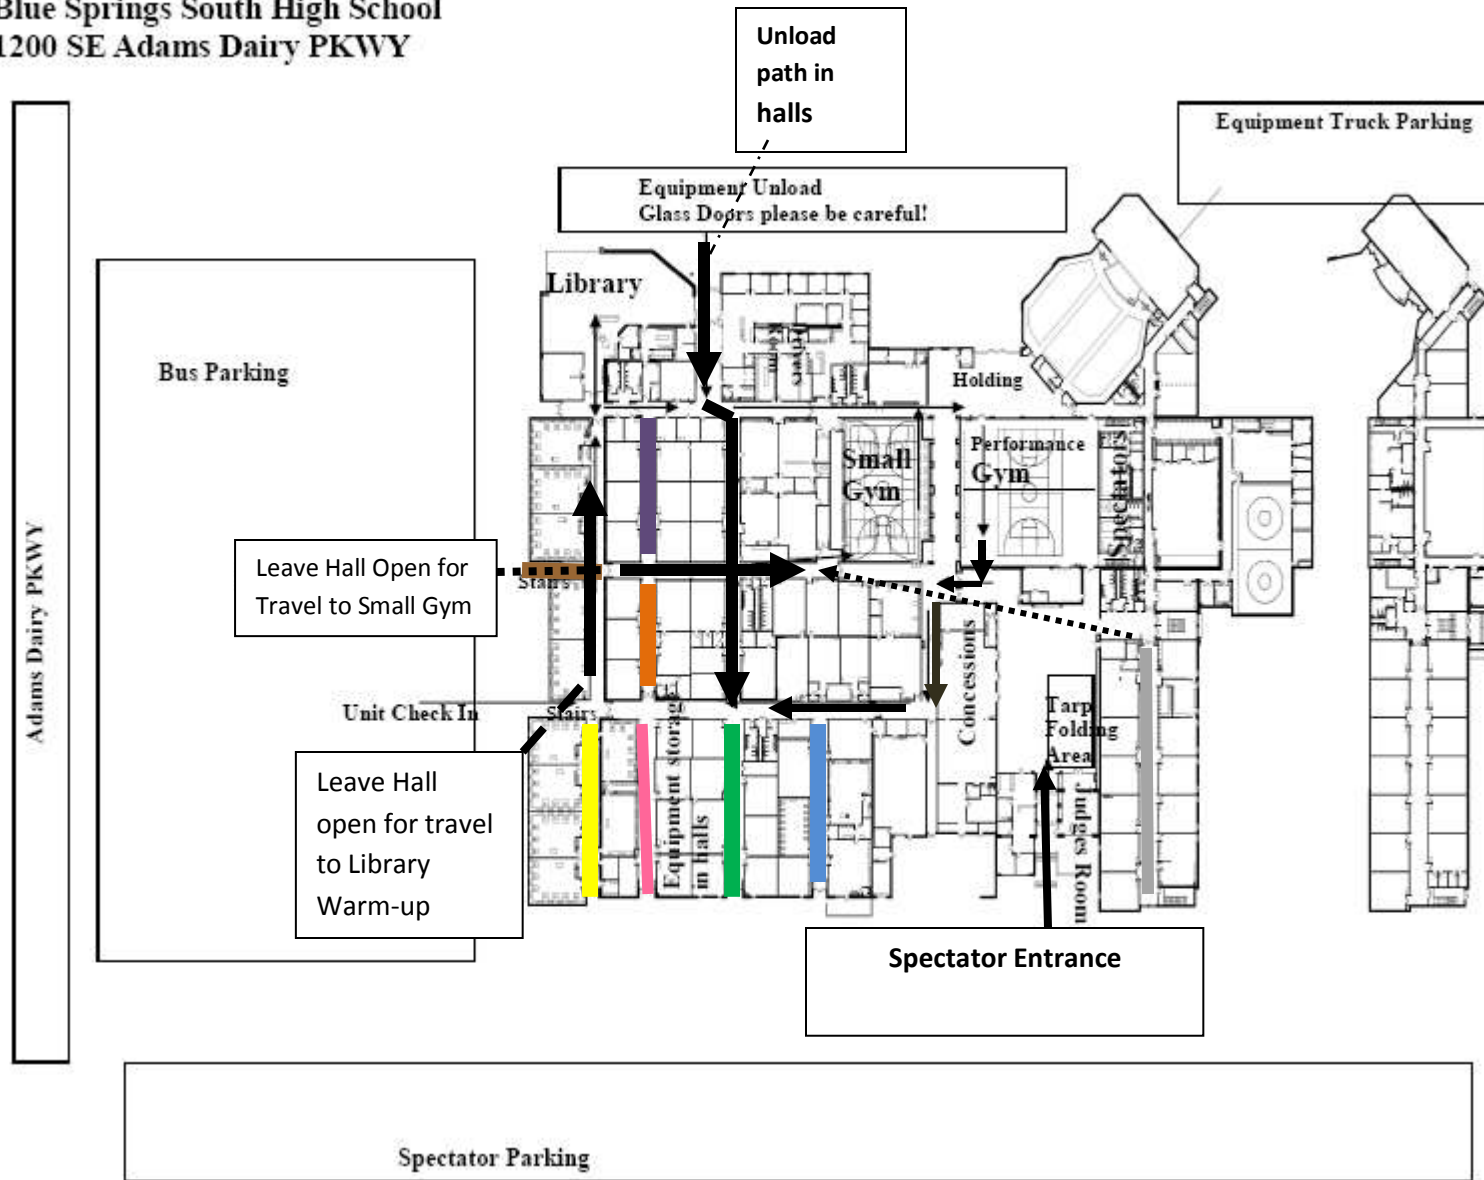 Blue Springs South High School
1200 SE Adams Dairy PKWY
Unload
path in
halls
Equipment Truck Parking
Equipment Unload
Glass Doors please be careful!
Library
Drivers
Room
Bus Parking
Holding
Small
Gym
Performance
Gym
Spectators
Adams Dairy PKWY
Leave Hall Open for
Travel to Small Gym
Stairs
Unit Check In
Stairs
Equipment storage
in halls
Concessions
Tarp
Folding
Area
Judges Room
Leave Hall
open for travel
to Library
Warm-up
Spectator Entrance
Spectator Parking